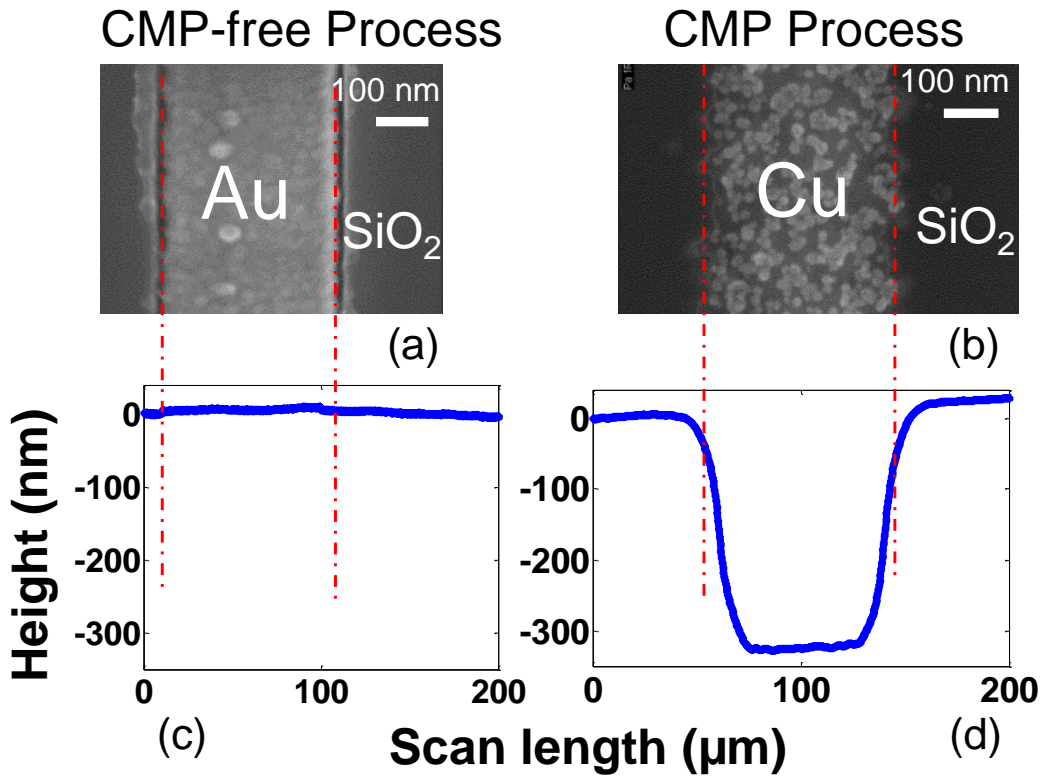 CMP-free Process
CMP Process
100 nm
Au
SiO₂
100 nm
Cu
SiO₂
(a)
(b)
Height (nm)
0
-100
-200
-300
0
100
200
0
-100
-200
-300
0
100
200
(c)
Scan length (µm)
(d)